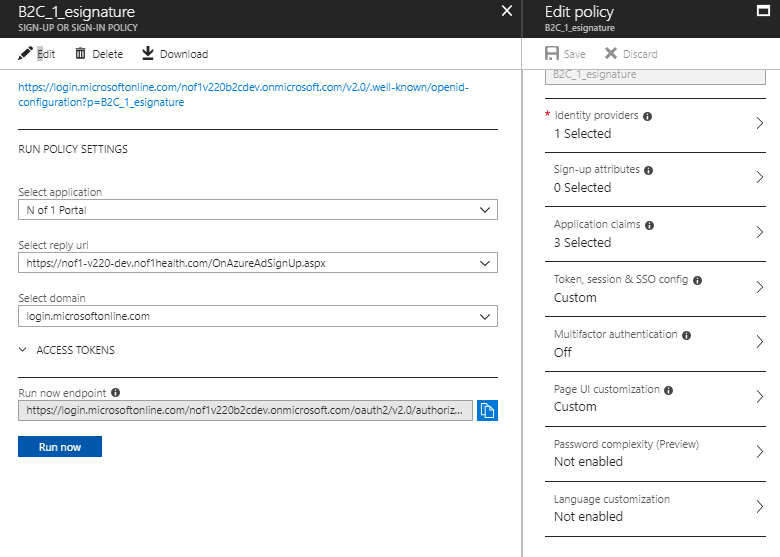 B2C_1_esignature
SIGN-UP OR SIGN-IN POLICY
Edit
Delete
Download
https://login.microsoftonline.com/nof1v220b2cdev.onmicrosoft.com/v2.0/.well-known/openid-
configuration?p=B2C_1_esignature
RUN POLICY SETTINGS
Select application
N of 1 Portal
Select reply url
https://nof1-v220-dev.nof1health.com/OnAzureAdSignUp.aspx
Select domain
login.microsoftonline.com
ACCESS TOKENS
Run now endpoint
https://login.microsoftonline.com/nof1v220b2cdev.onmicrosoft.com/oauth2/v2.0/authoriz...
Run now
Edit policy
B2C_1_esignature
Save
Discard
B2C_1_esignature
* Identity providers
1 Selected
Sign-up attributes
0 Selected
Application claims
3 Selected
Token, session & SSO config
Custom
Multifactor authentication
Off
Page UI customization
Custom
Password complexity (Preview)
Not enabled
Language customization
Not enabled